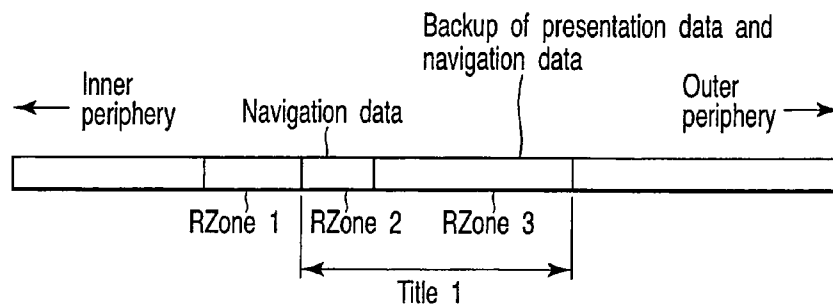 Backup of presentation data and
navigation data
Inner
periphery
Navigation data
Outer
periphery
RZone 1
RZone 2
RZone 3
Title 1